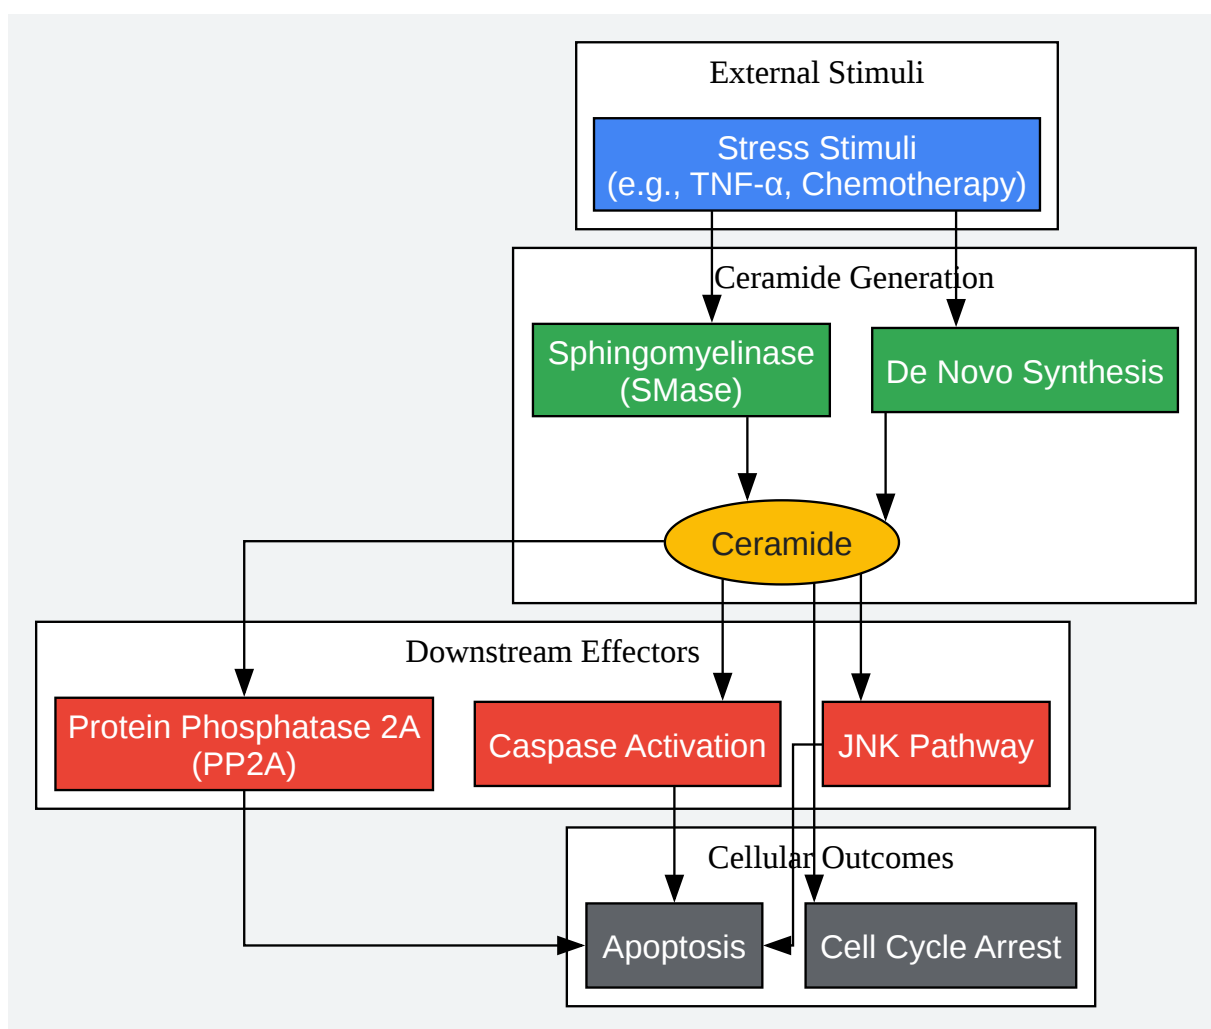 External Stimuli
Stress Stimuli
(e.g., TNF-α, Chemotherapy)
Ceramide Generation
Sphingomyelinase
(SMase)
De Novo Synthesis
Ceramide
Downstream Effectors
Protein Phosphatase 2A
(PP2A)
Caspase Activation
JNK Pathway
Cellular Outcomes
Apoptosis
Cell Cycle Arrest